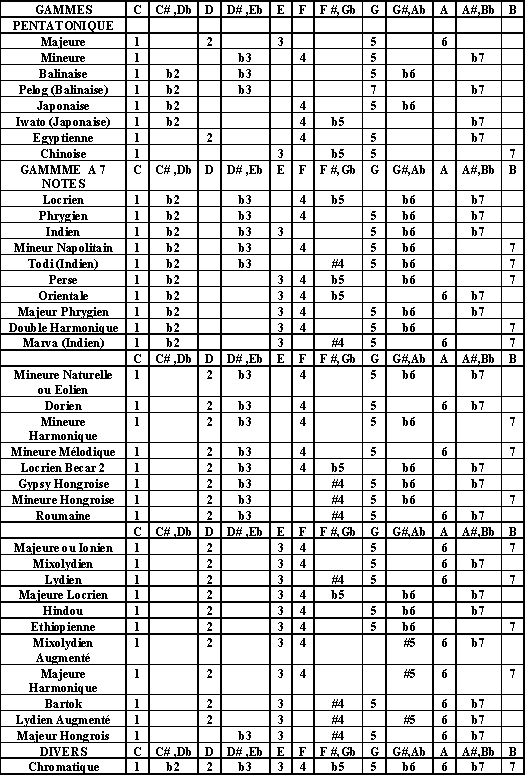 GAMMES C C# ,Db D D# ,Eb E F F #, Gb G G#,Ab A A#,Bb B
PENTATONIQUE
Majeure 1 2 3 5 6
Mineure 1 b3 4 5 b7
Balinaise 1 b2 b3 5 b6
Pelog (Balinaise) 1 b2 b3 7 b7
Japonaise 1 b2 4 5 b6
Iwato (Japonaise) 1 b2 4 b5 b7
Egyptienne 1 2 4 5 b7
Chinoise 1 3 b5 5 7
GAMMME A 7 C C# ,Db D D# ,Eb E F F #, Gb G G#,Ab A A#,Bb B
NOTES
Locrien 1 b2 b3 4 b5 b6 b7
Phrygien 1 b2 b3 4 5 b6 b7
Indien 1 b2 b3 3 5 b6 b7
Mineur Napolitain 1 b2 b3 4 5 b6 7
Todi (Indien) 1 b2 b3 #4 5 b6 7
Perse 1 b2 3 4 b5 b6 7
Orientale 1 b2 3 4 b5 6 b7
Majeur Phrygien 1 b2 3 4 5 b6 b7
Double Harmonique 1 b2 3 4 5 b6 7
Marva (Indien) 1 b2 3 #4 5 6 7
C C# ,Db D D# ,Eb E F F #, Gb G G#,Ab A A#,Bb B
Mineure Naturelle 1 2 b3 4 5 b6 b7
ou Eolien
Dorien 1 2 b3 4 5 6 b7
Mineure 1 2 b3 4 5 b6 7
Harmonique
Mineure Mélodique 1 2 b3 4 5 6 7
Locrien Becar 2 1 2 b3 4 b5 b6 b7
Gypsy Hongroise 1 2 b3 #4 5 b6 b7
Mineure Hongroise 1 2 b3 #4 5 b6 7
Roumaine 1 2 b3 #4 5 6 b7
C C# ,Db D D# ,Eb E F F #, Gb G G#,Ab A A#,Bb B
Majeure ou Ionien 1 2 3 4 5 6 7
Mixolydien 1 2 3 4 5 6 b7
Lydien 1 2 3 #4 5 6 7
Majeure Locrien 1 2 3 4 b5 b6 b7
Hindou 1 2 3 4 5 b6 b7
Ethiopienne 1 2 3 4 5 b6 7
Mixolydien 1 2 3 4 #5 6 b7
Augmenté
Majeure 1 2 3 4 #5 6 7
Harmonique
Bartok 1 2 3 #4 5 6 b7
Lydien Augmenté 1 2 3 #4 #5 6 b7
Majeur Hongrois 1 b3 3 #4 5 6 b7
DIVERS C C# ,Db D D# ,Eb E F F #, Gb G G#,Ab A A#,Bb B
Chromatique 1 b2 2 b3 3 4 b5 5 b6 6 b7 7